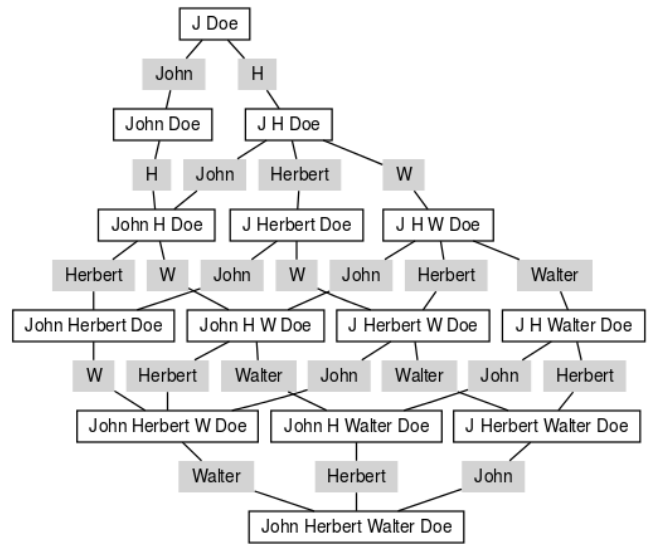 J Doe
John
H
John Doe
J H Doe
H
John
Herbert
W
John H Doe
J Herbert Doe
J H W Doe
Herbert
W
John
W
John
Herbert
Walter
John Herbert Doe
John H W Doe
J Herbert W Doe
J H Walter Doe
W
Herbert
Walter
John
Walter
John
Herbert
John Herbert W Doe
John H Walter Doe
J Herbert Walter Doe
Walter
Herbert
John
John Herbert Walter Doe